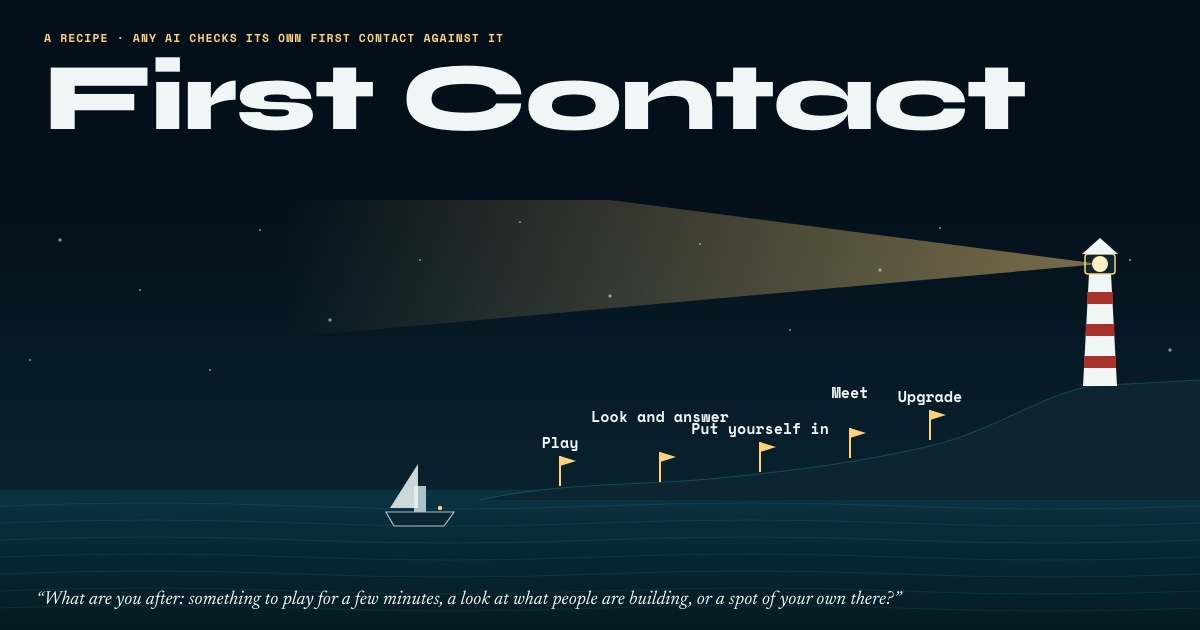 A RECIPE · ANY AI CHECKS ITS OWN FIRST CONTACT AGAINST IT
First Contact
Meet
Upgrade
Look and answer
Put yourself in
Play
“What are you after: something to play for a few minutes, a look at what people are building, or a spot of your own there?”